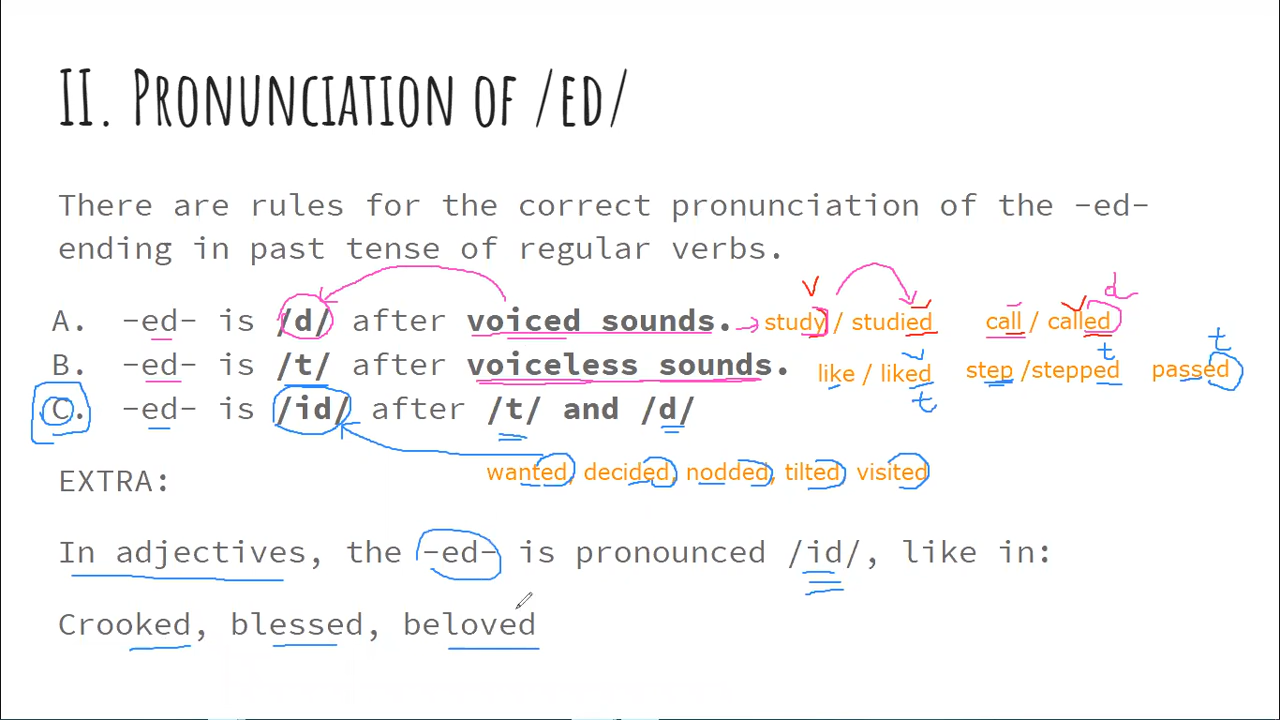 II. PRONUNCIATION OF /ED/
There are rules for the correct pronunciation of the -ed-
ending in past tense of regular verbs.
d
v
A. -ed- is /d/ after voiced sounds. study / studied call / called
t t
B. -ed- is /t/ after voiceless sounds. like / liked step /stepped passed
t
C. -ed- is /id/ after /t/ and /d/
wanted, decided, nodded, tilted visited
EXTRA:
In adjectives, the -ed- is pronounced /id/, like in:
Crooked, blessed, beloved